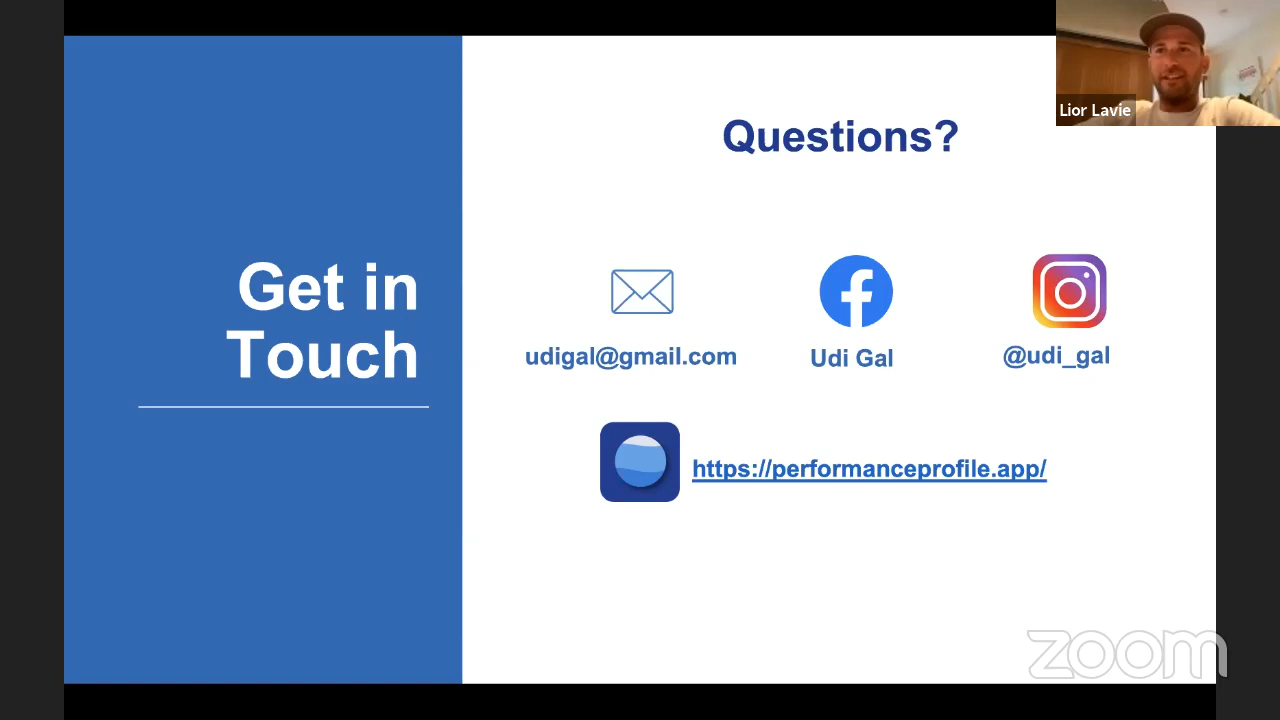 Lior Lavie
Questions?
Get in
Touch
udigal@gmail.com
Udi Gal
@udi_gal
https://performanceprofile.app/
zoom